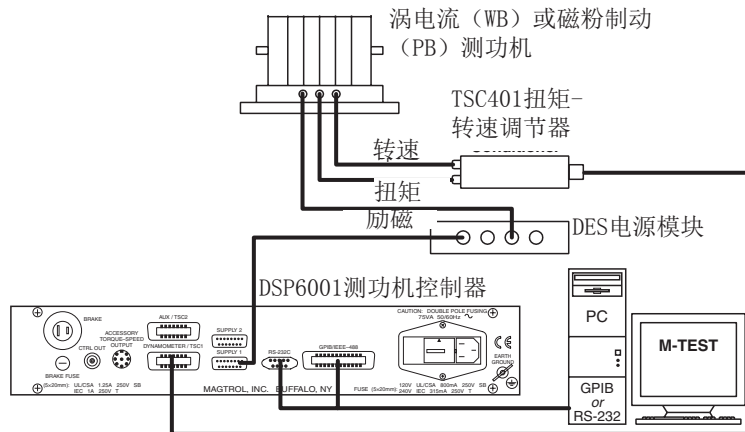 涡电流（WB）或磁粉制动
（PB）测功机
TSC401扭矩-
转速调节器
转速
扭矩
励磁
DES电源模块
DSP6001测功机控制器
BRAKE
AUX / TSC2
ACCESSORY
TORQUE-SPEED
OUTPUT
CTRL OUT
DYNAMOMETER / TSC1
SUPPLY 2
SUPPLY 1
RS-232C
GPIB/IEEE-488
CAUTION: DOUBLE POLE FUSING
75VA 50/60Hz
CE
EARTH
GROUND
BRAKE FUSE
(5x20mm): UL/CSA 1.25A 250V SB
IEC 1A 250V T
MAGTROL, INC. BUFFALO, NY
FUSE (5x20mm): 120V UL/CSA 800mA 250V SB
240V IEC 315mA 250V T
PC
GPIB
or
RS-232
M-TEST